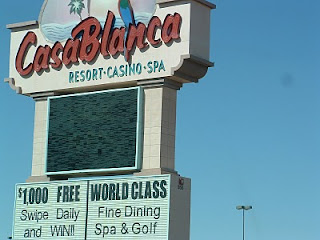 CasaBlanca
RESORT·CASINO·SPA
$1,000 FREE
Swipe Daily
and WiN!!
WORLD CLASS
Fine Dining
Spa & Golf